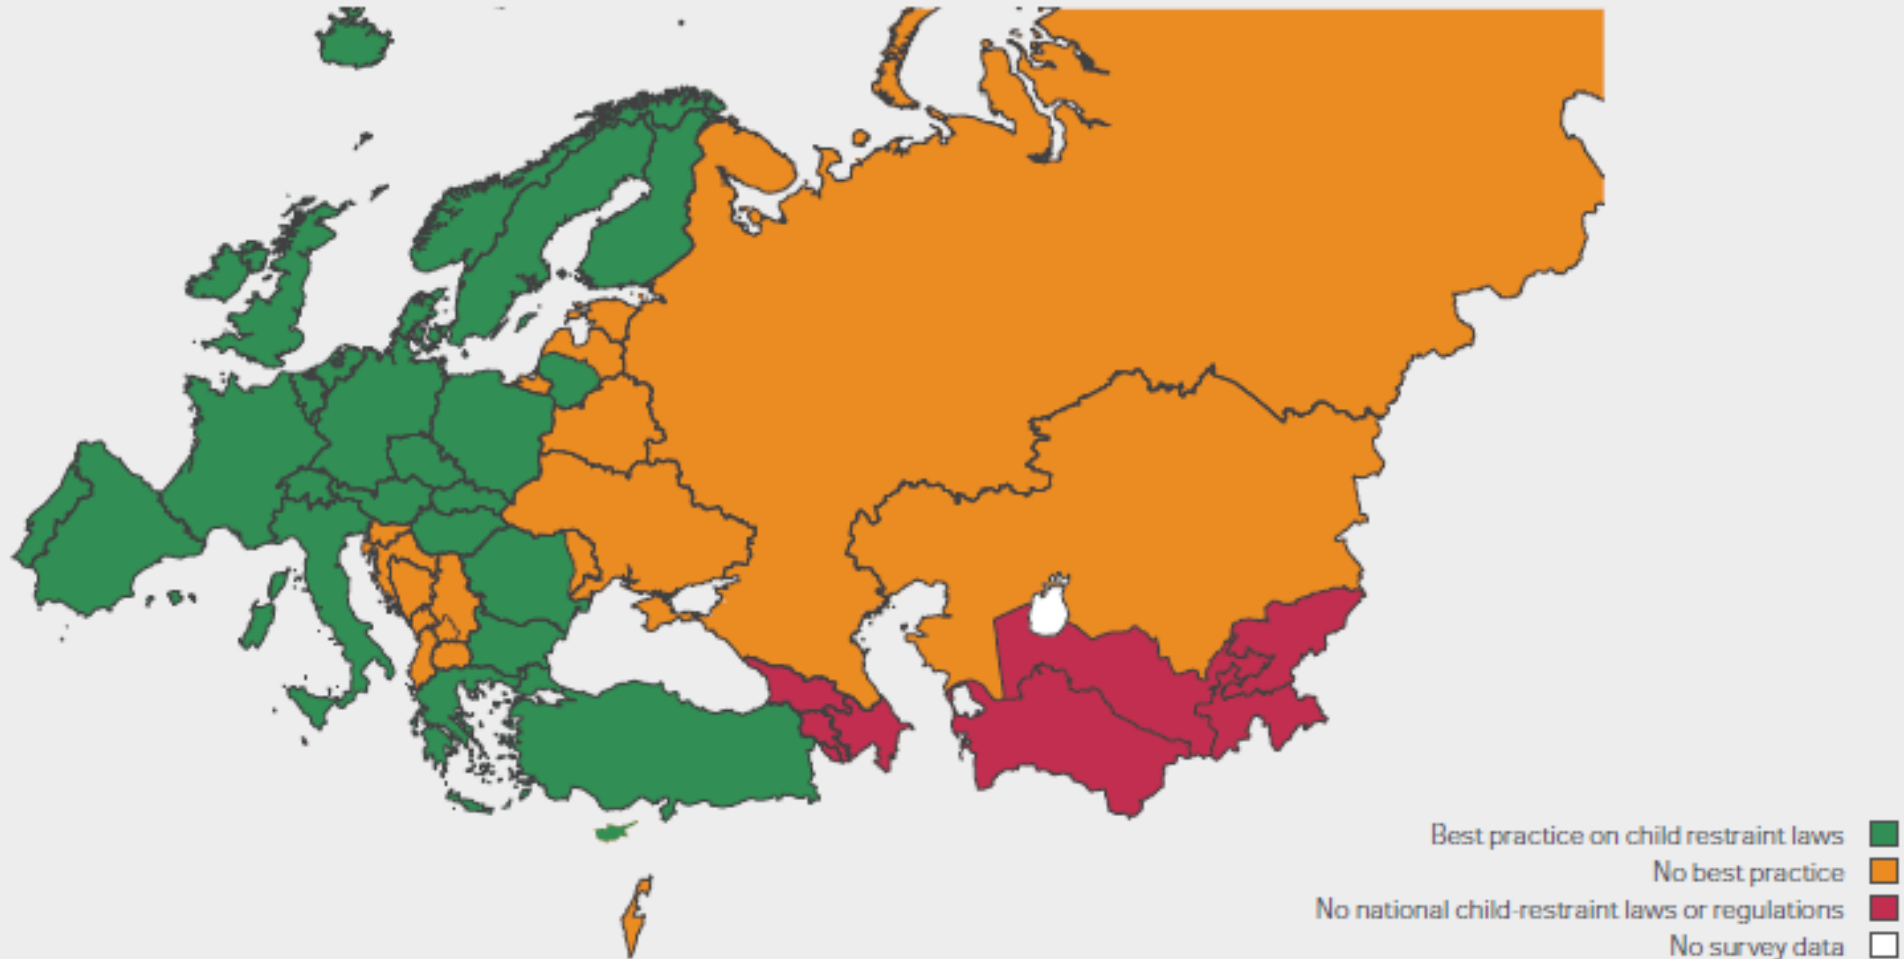 Best practice on child restraint laws
No best practice
No national child-restraint laws or regulations
No survey data